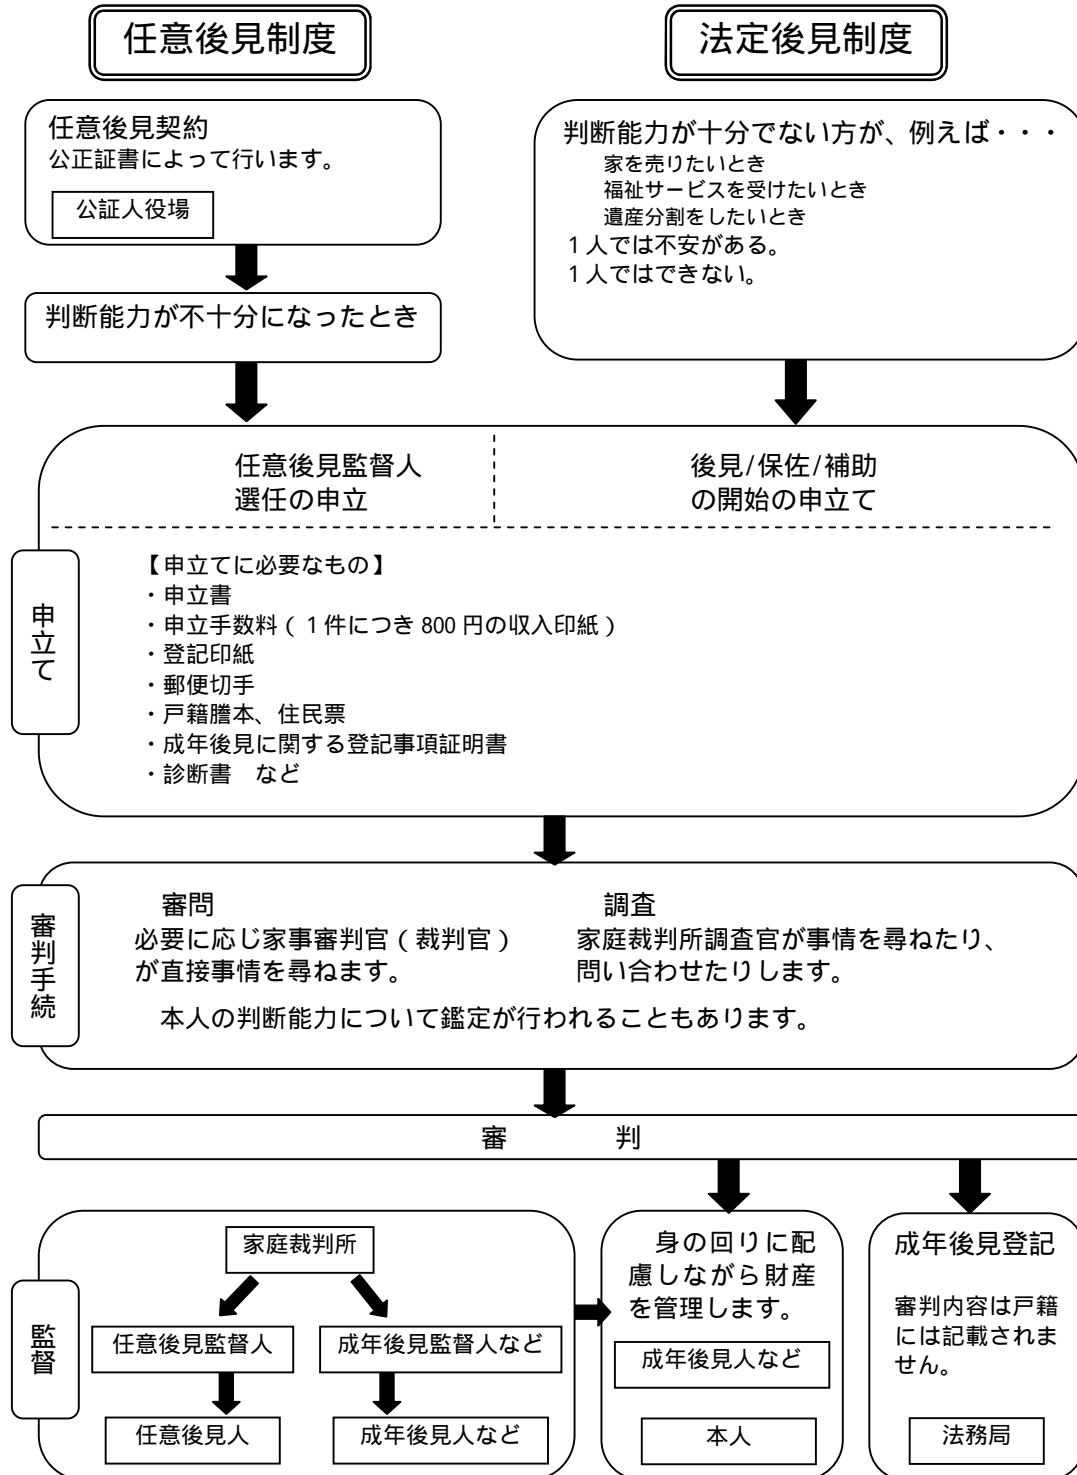 任意後見制度
法定後見制度
任意後見契約
公正証書によって行います。
公証人役場
判断能力が不十分になったとき
判断能力が十分でない方が、例えば・・・
家を売りたいとき
福祉サービスを受けたいとき
遺産分割をしたいとき
1人では不安がある。
1人ではできない。
任意後見監督人
選任の申立
後見/保佐/補助
の開始の申立て
申立て
【申立てに必要なもの】
・申立書
・申立手数料（1件につき800円の収入印紙）
・登記印紙
・郵便切手
・戸籍謄本、住民票
・成年後見に関する登記事項証明書
・診断書　など
審判手続
審問
必要に応じ家事審判官（裁判官）
が直接事情を尋ねます。
調査
家庭裁判所調査官が事情を尋ねたり、
問い合わせたりします。
本人の判断能力について鑑定が行われることもあります。
審　　　判
監督
家庭裁判所
任意後見監督人
成年後見監督人など
任意後見人
成年後見人など
身の回りに配
慮しながら財産
を管理します。
成年後見人など
本人
成年後見登記
審判内容は戸籍
には記載されま
せん。
法務局